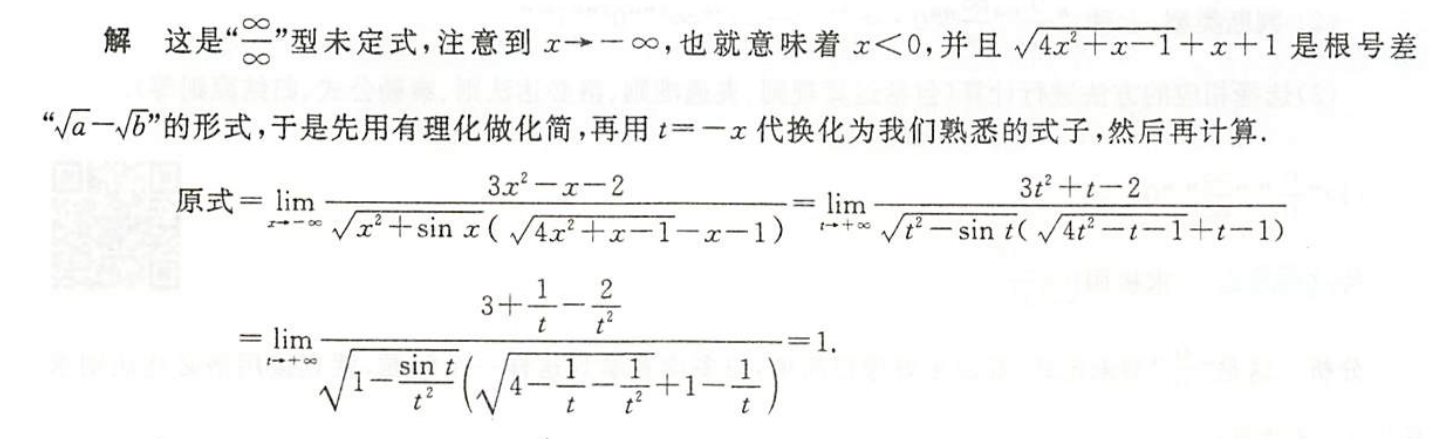 解 这是“$\frac{\infty}{\infty}$”型未定式,注意到 $x\to-\infty$,也就意味着 $x<0$,并且 $\sqrt{4x^2+x-1}+x+1$ 是根号差
“$\sqrt{a}-\sqrt{b}$”的形式,于是先用有理化做化简,再用 $t=-x$ 代换化为我们熟悉的式子,然后再计算.
原式$=\lim\limits_{x\to-\infty}\frac{3x^2-x-2}{\sqrt{x^2+\sin x}(\sqrt{4x^2+x-1}-x-1)}=\lim\limits_{t\to+\infty}\frac{3t^2+t-2}{\sqrt{t^2-\sin t}(\sqrt{4t^2-t-1}+t-1)}$
$=\lim\limits_{t\to+\infty}\frac{3+\frac{1}{t}-\frac{2}{t^2}}{\sqrt{1-\frac{\sin t}{t^2}}\left(\sqrt{4-\frac{1}{t}-\frac{1}{t^2}}+1-\frac{1}{t}\right)}=1.$